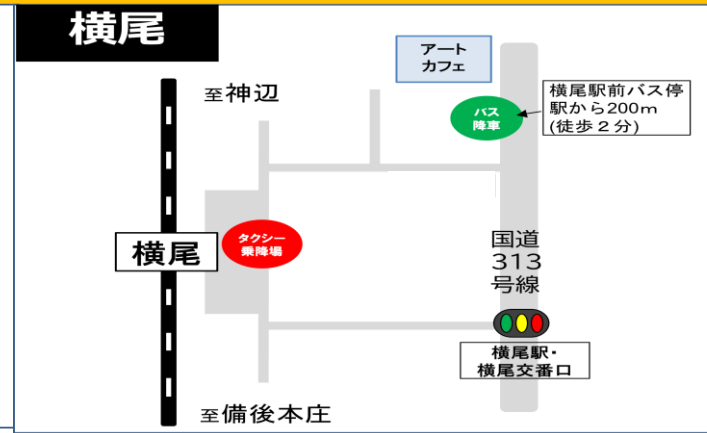 横尾
アート
カフェ
至神辺
バス
降車
横尾駅前バス停
駅から200m
(徒歩２分)
タクシー
乗降場
横尾
国道
313
号線
横尾駅・
横尾交番口
至備後本庄